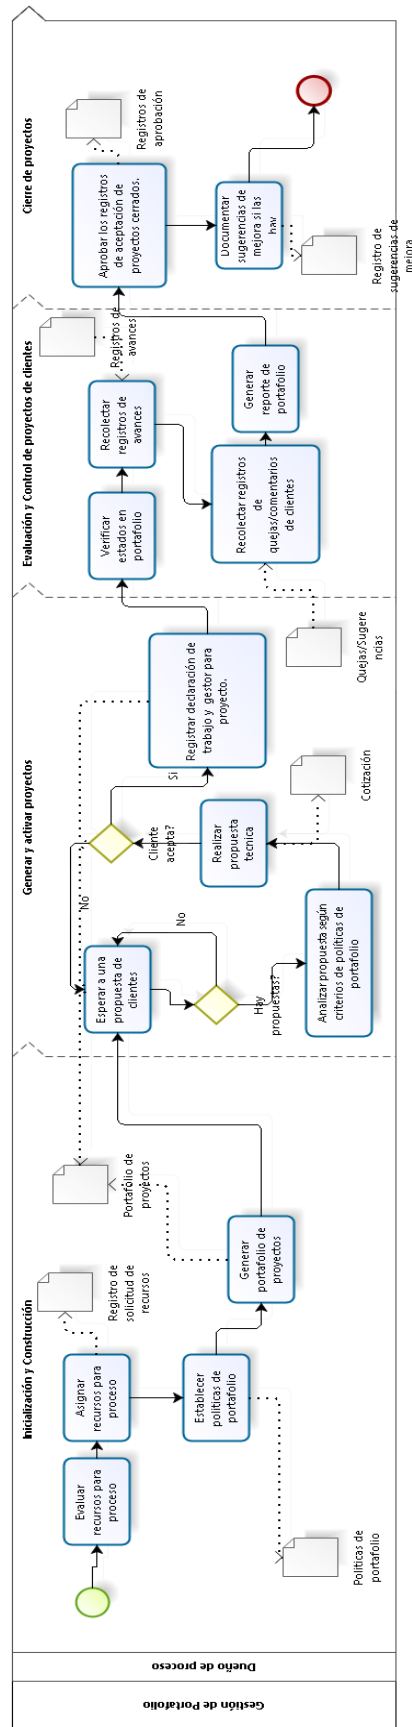 Gestión de Portafolio
Dueño de proceso
Inicialización y Construcción
Evaluar
recursos para
proceso
Asignar
recursos para
proceso
Registro de
solicitud de
recursos
Establecer
políticas de
portafolio
Políticas de
portafolio
Generar
portafolio de
proyectos
Portafolio de
proyectos
Generar y activar proyectos
Esperar a una
propuesta de
clientes
No
Hay
propuestas?
Analizar propuesta según
criterios de políticas de
portafolio
Realizar
propuesta
tecnica
Cotización
Cliente
acepta?
No
Si
Registrar declaración de
trabajo y gestor para
proyecto.
Evaluación y Control de proyectos de clientes
Verificar
estados en
portafolio
Recolectar
registros de
avances
Registros de
avances
Recolectar registros
de
quejas/comentarios
de clientes
Quejas/Sugere
ncias
Generar
reporte de
portafolio
Cierre de proyectos
Aprobar los registros
de aceptación de
proyectos cerrados.
Registros de
aprobación
Documentar
sugerencias de
mejora si las
hay
Registro de
sugerencias de
mejora